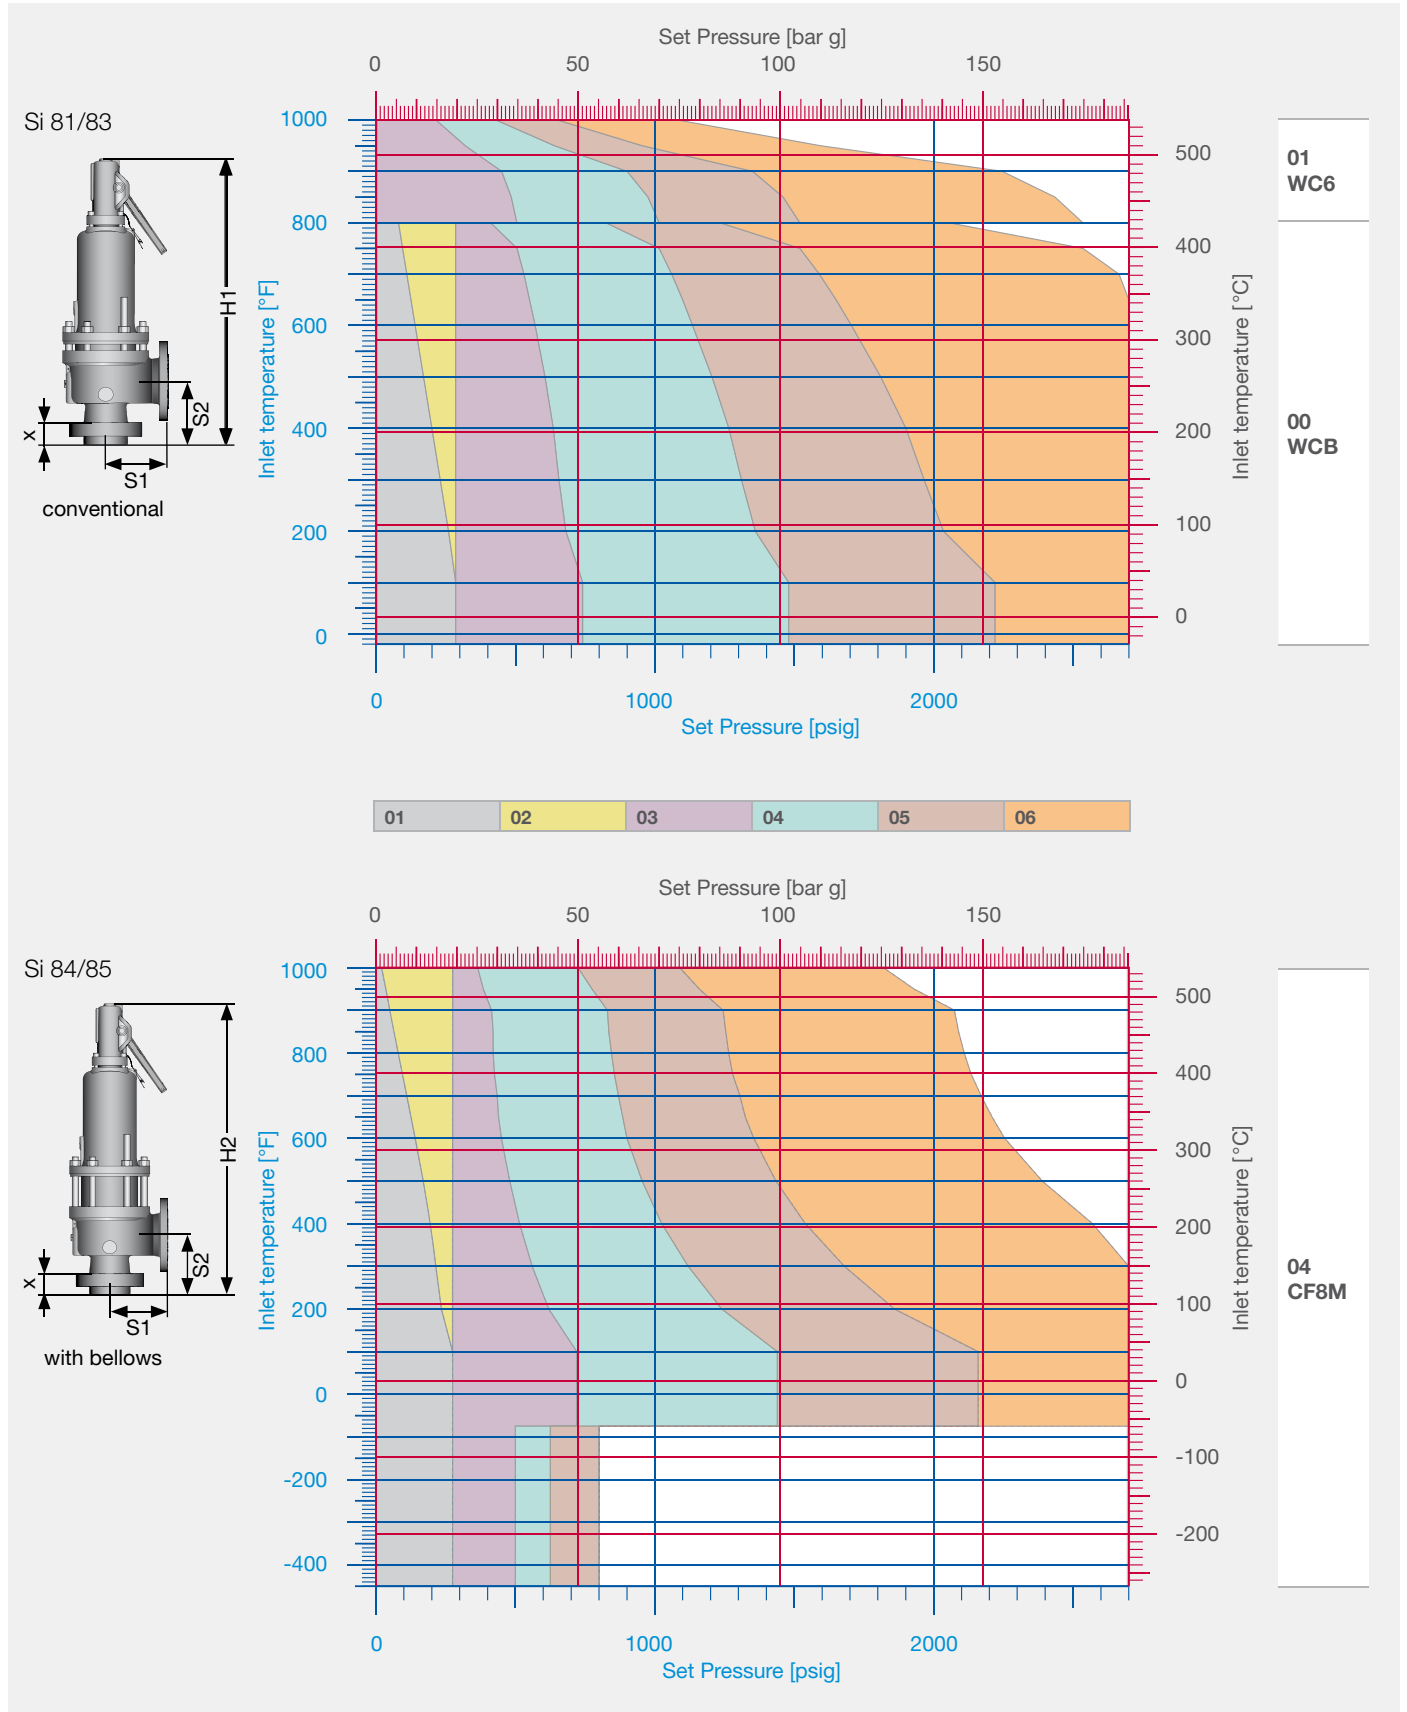 Set Pressure [bar g]
0 50 100 150
Si 81/83
H1
S2
x
S1
conventional
Inlet temperature [°F]
1000
800
600
400
200
0
500
400
300
200
100
0
Inlet temperature [°C]
01
WC6
00
WCB
0 1000 2000
Set Pressure [psig]
01 02 03 04 05 06
Set Pressure [bar g]
0 50 100 150
Si 84/85
H2
S2
x
S1
with bellows
Inlet temperature [°F]
1000
800
600
400
200
0
-200
-400
500
400
300
200
100
0
-100
-200
Inlet temperature [°C]
04
CF8M
0 1000 2000
Set Pressure [psig]